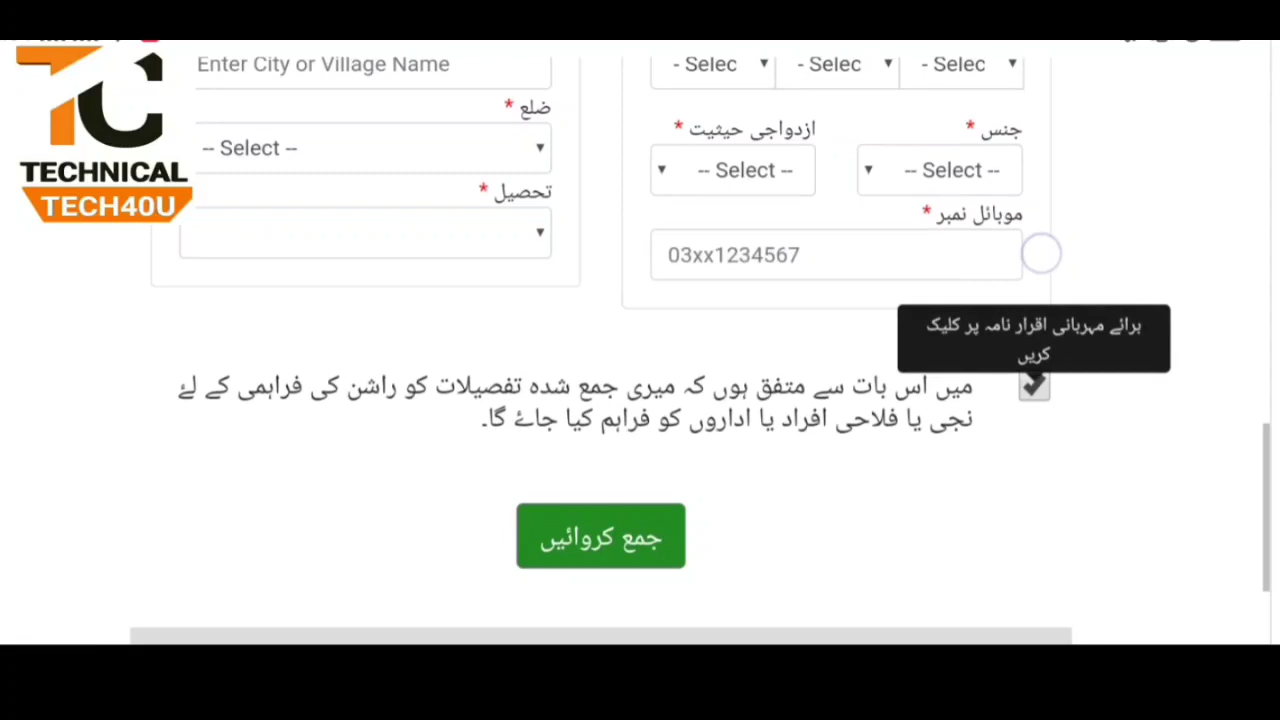 TECHNICAL
TECH40U
Enter City or Village Name
- Selec
- Selec
- Selec
ضلع *
-- Select --
تحصیل *
جنس *
ازدواجی حیثیت *
-- Select --
-- Select --
موبائل نمبر *
03xx1234567
برائے مہربانی اقرار نامہ پر کلیک
کریں
میں اس بات سے متفق ہوں کہ میری جمع شدہ تفصیلات کو راشن کی فراہمی کے لۓ
نجی یا فلاحی افراد یا اداروں کو فراہم کیا جاۓ گا۔
جمع کروائیں